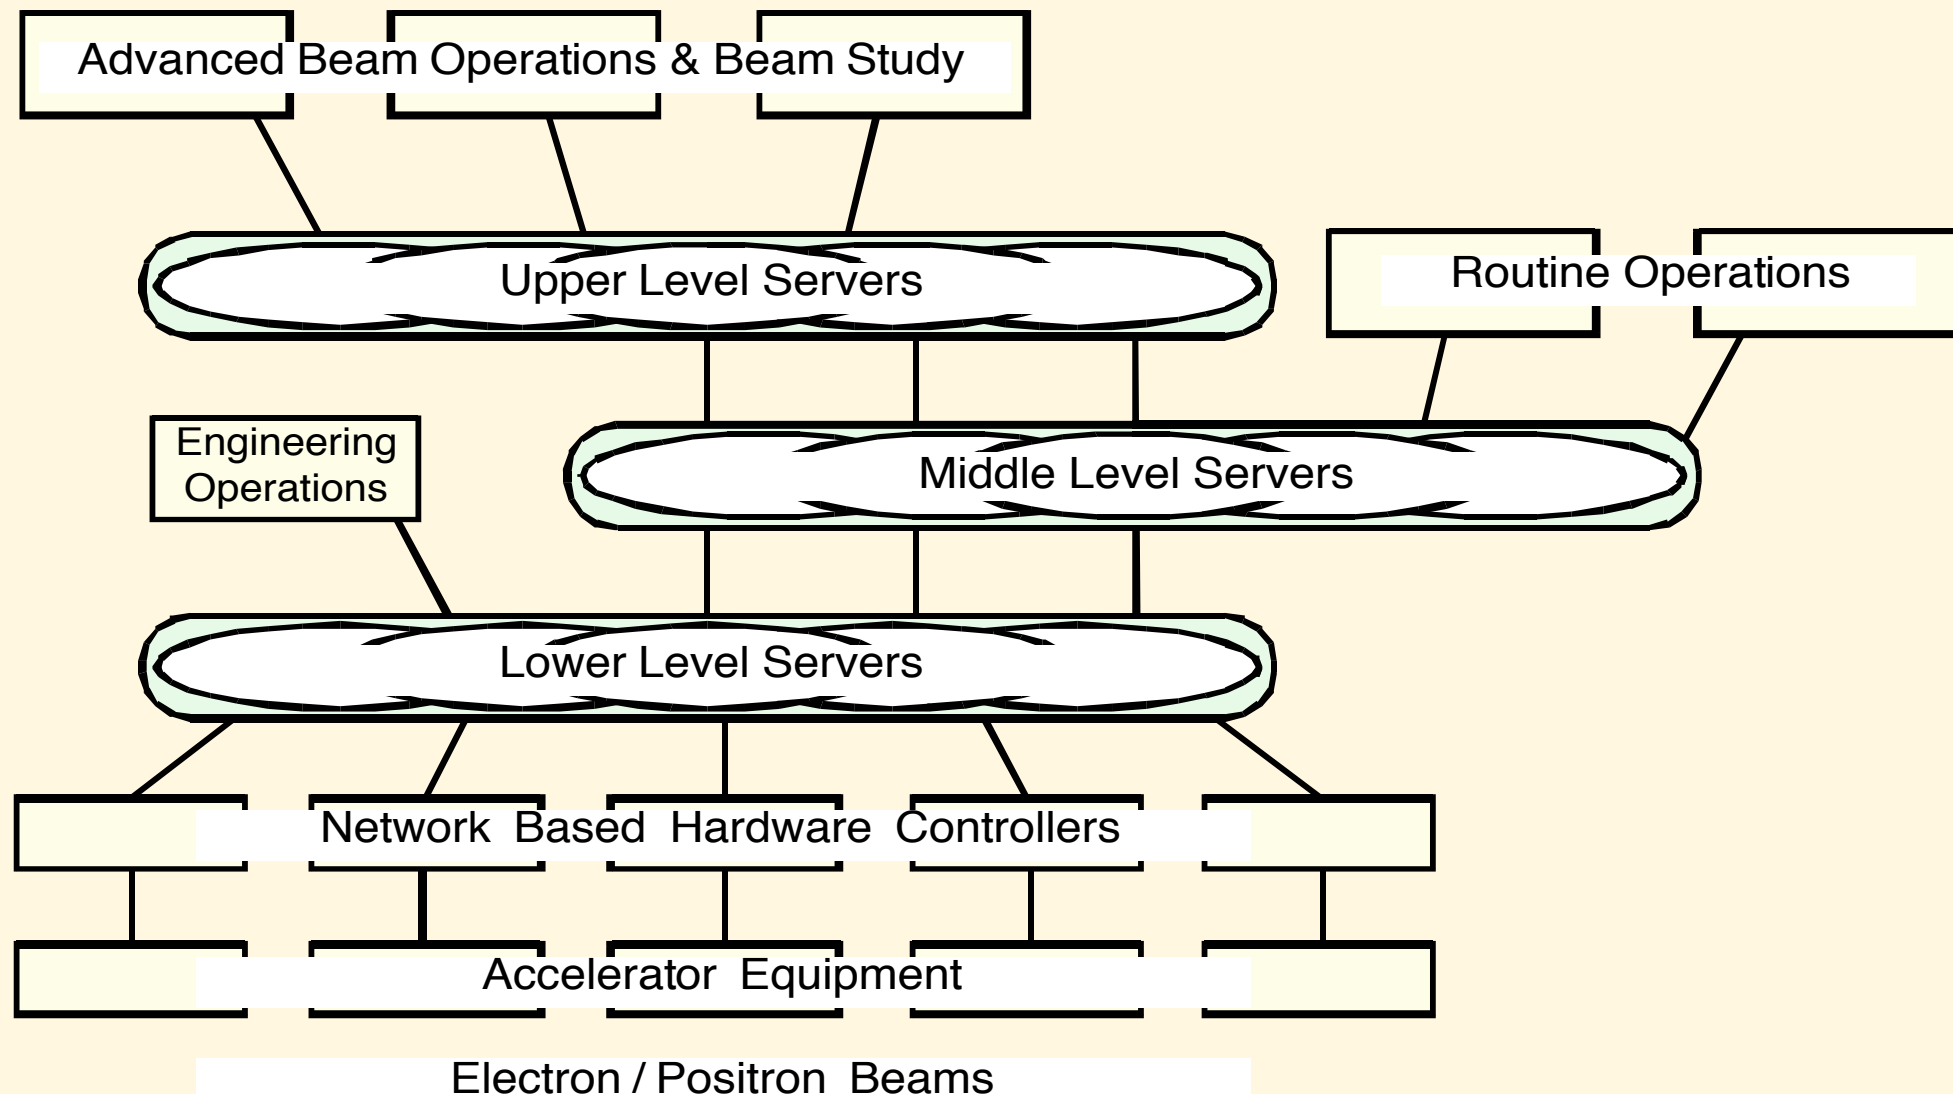 Advanced Beam Operations & Beam Study
Upper Level Servers
Routine Operations
Engineering
Operations
Middle Level Servers
Lower Level Servers
Network Based Hardware Controllers
Accelerator Equipment
Electron / Positron Beams